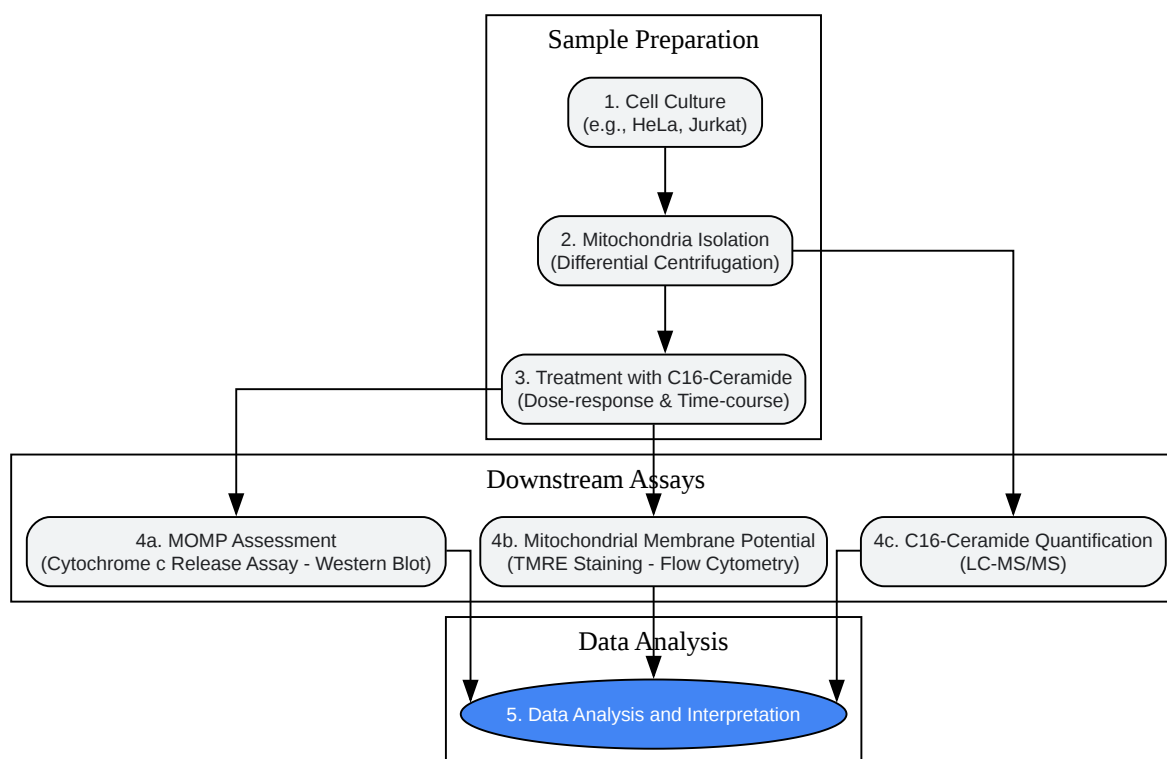 Sample Preparation
1. Cell Culture
(e.g., HeLa, Jurkat)
2. Mitochondria Isolation
(Differential Centrifugation)
3. Treatment with C16-Ceramide
(Dose-response & Time-course)
Downstream Assays
4a. MOMP Assessment
(Cytochrome c Release Assay - Western Blot)
4b. Mitochondrial Membrane Potential
(TMRE Staining - Flow Cytometry)
4c. C16-Ceramide Quantification
(LC-MS/MS)
Data Analysis
5. Data Analysis and Interpretation